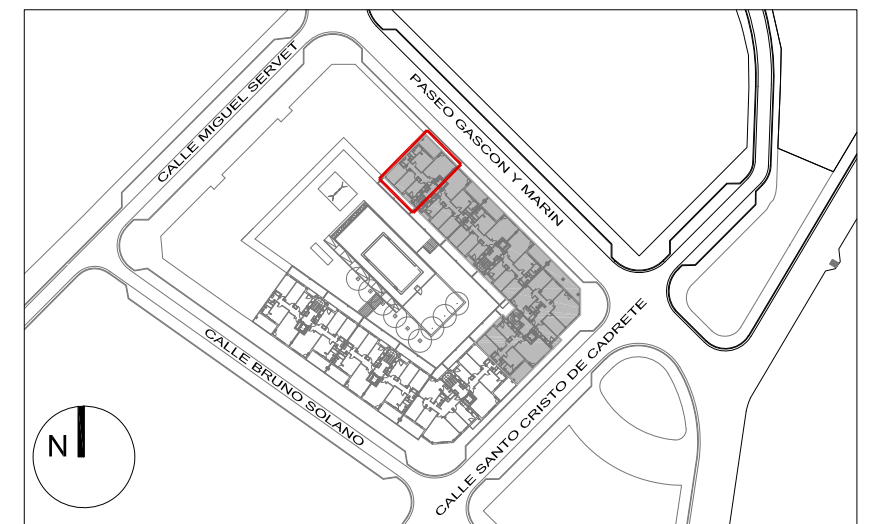 CALLE MIGUEL SERVET
PASEO GASCON Y MARIN
CALLE BRUNO SOLANO
CALLE SANTO CRISTO DE CADRETE
N